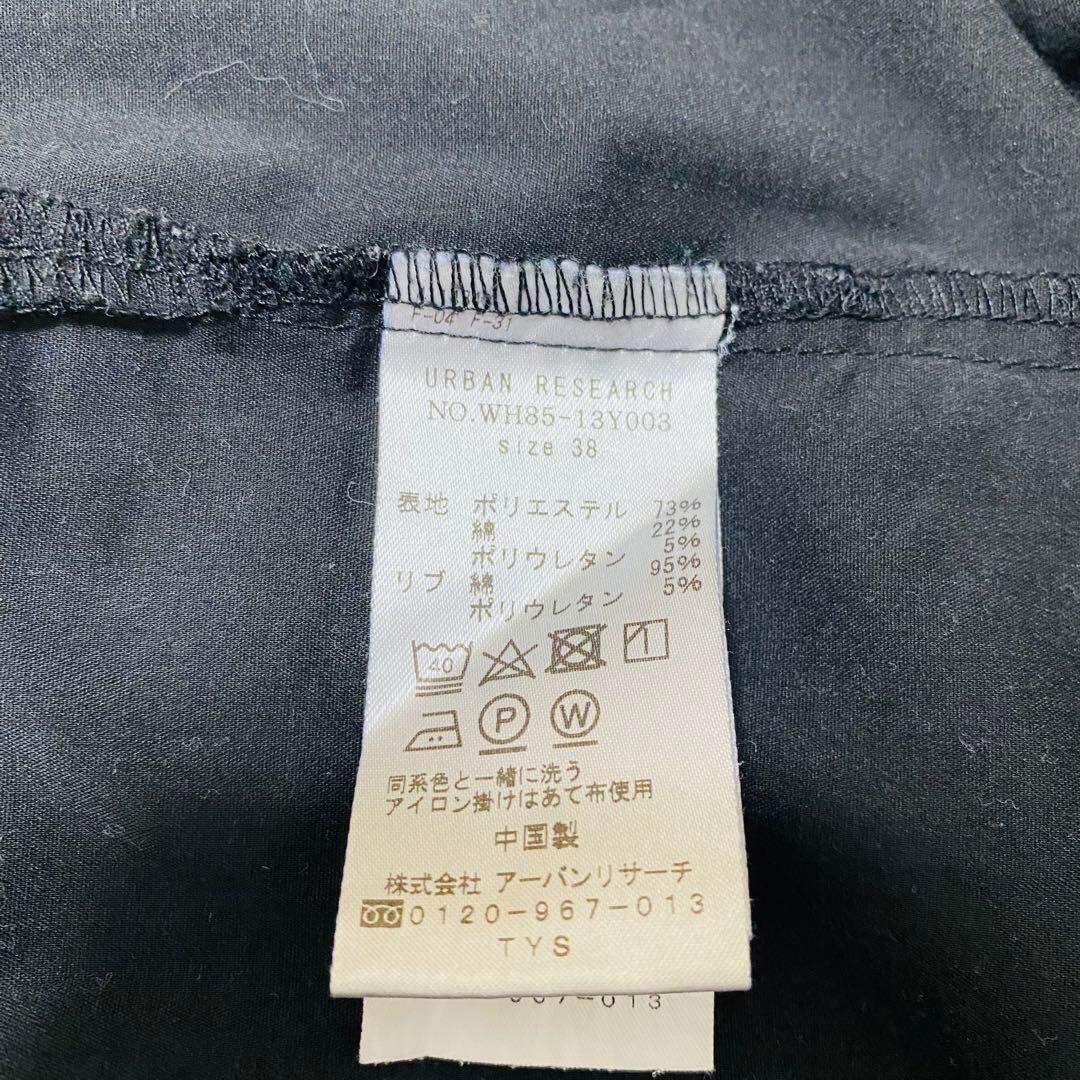 F-04 F-31
URBAN RESEARCH
NO.WH85-13Y003
size 38
表地 ポリエステル 73%
綿 22%
ポリウレタン 5%
リブ 綿 95%
ポリウレタン 5%
40
1
P W
同系色と一緒に洗う
アイロン掛けはあて布使用
中国製
株式会社 アーバンリサーチ
0120-967-013
TYS
967-013